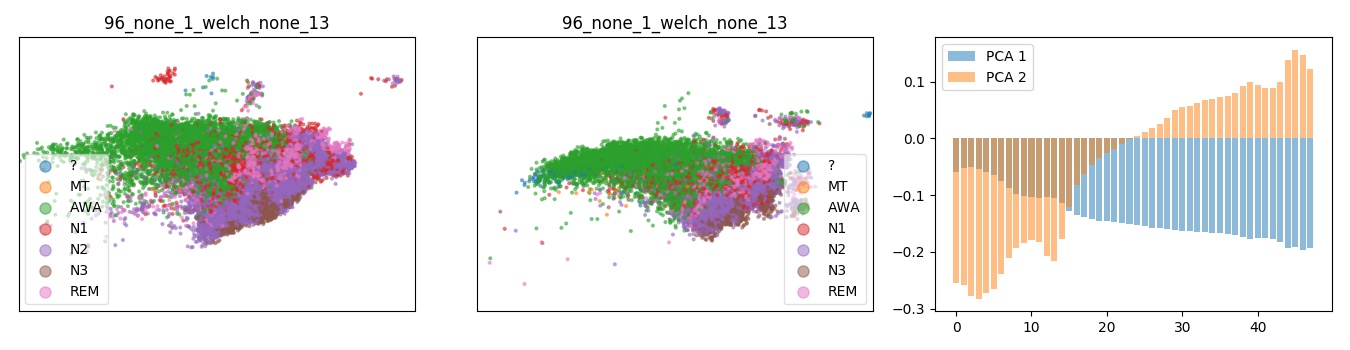 96_none_1_welch_none_13
?
MT
AWA
N1
N2
N3
REM
96_none_1_welch_none_13
?
MT
AWA
N1
N2
N3
REM
PCA 1
PCA 2
0.1
0.0
−0.1
−0.2
−0.3
0
10
20
30
40